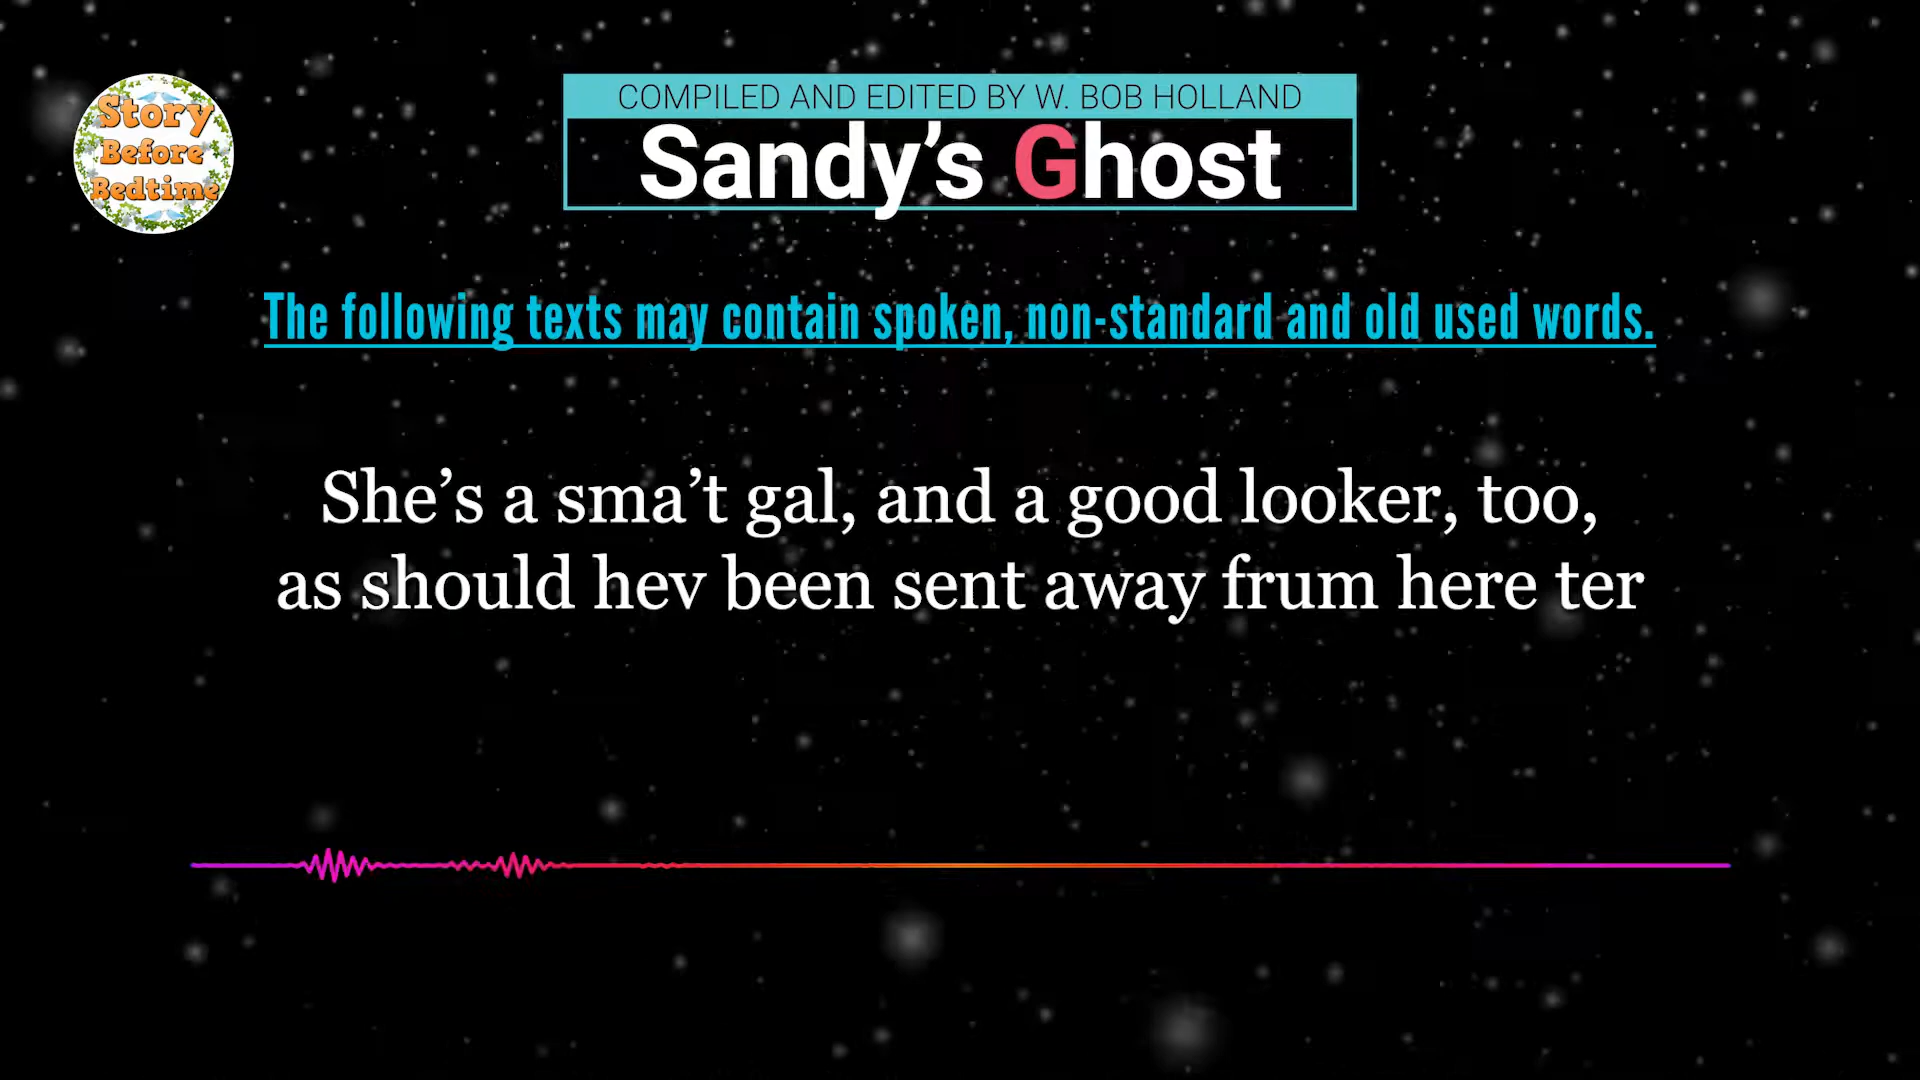 Story
Before
Bedtime
COMPILED AND EDITED BY W. BOB HOLLAND
Sandy’s Ghost
The following texts may contain spoken, non-standard and old used words.
She’s a sma’t gal, and a good looker, too,
as should hev been sent away frum here ter